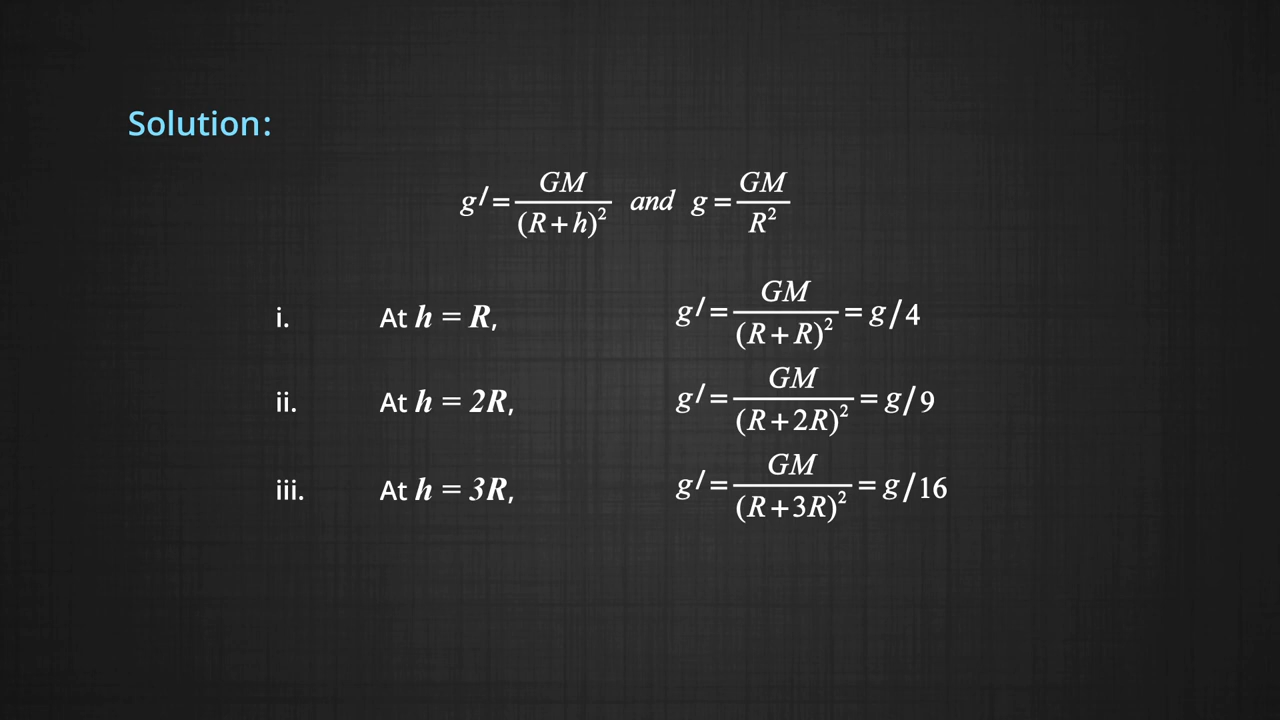 Solution:
g′ = GM/(R + h)² and g = GM/R²
i. At h = R, g′ = GM/(R + R)² = g/4
ii. At h = 2R, g′ = GM/(R + 2R)² = g/9
iii. At h = 3R, g′ = GM/(R + 3R)² = g/16